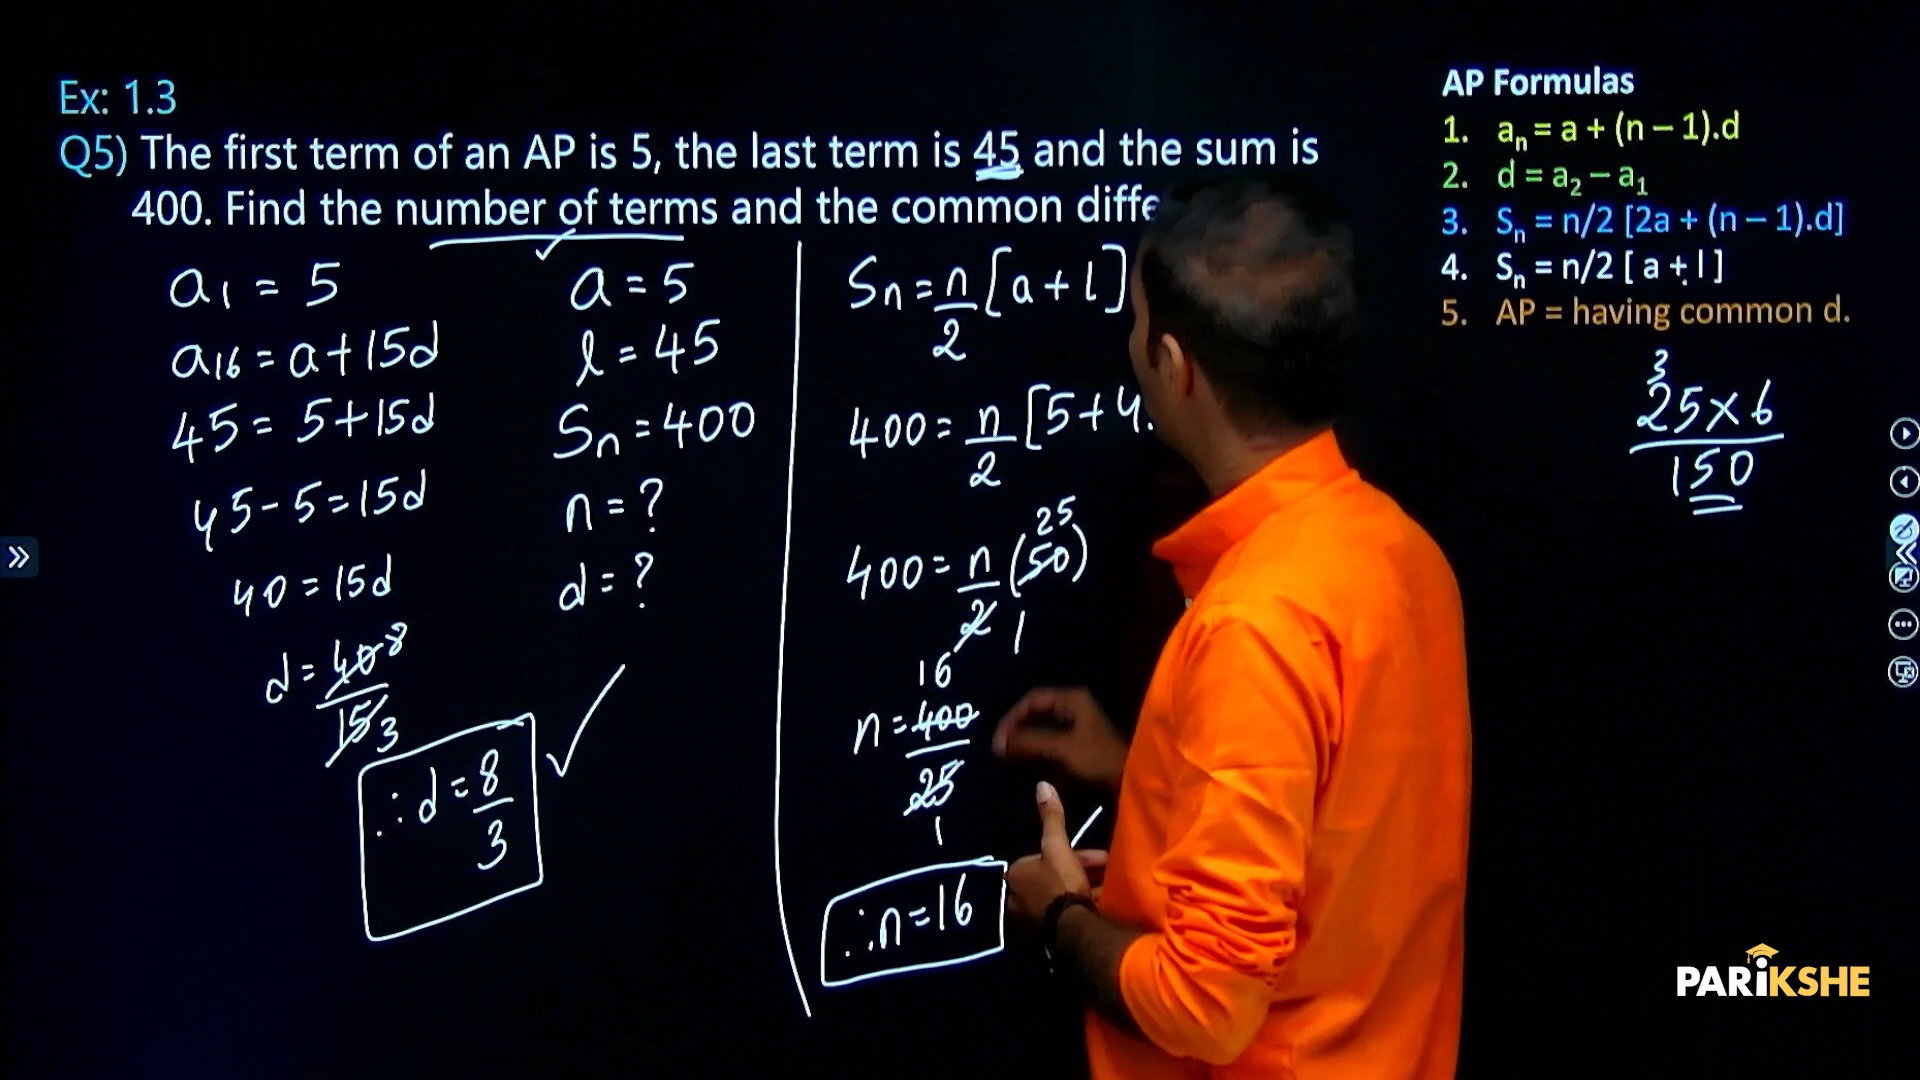 Ex: 1.3
Q5) The first term of an AP is 5, the last term is 45 and the sum is
400. Find the number of terms and the common diffe
a1 = 5
a16 = a+15d
45 = 5+15d
45-5=15d
40=15d
d=40 8
15 3
∴ d = 8
3
a = 5
l = 45
Sn = 400
n = ?
d = ?
Sn = n [a+l]
2
400 = n [5+4
2
25
400 = n (50)
2 1
16
n = 400
25
1
∴ n = 16
AP Formulas
1. an = a + (n – 1).d
2. d = a2 – a1
3. Sn = n/2 [2a + (n – 1).d]
4. Sn = n/2 [ a + l ]
5. AP = having common d.
3
25 x 6
150
PARiKSHE